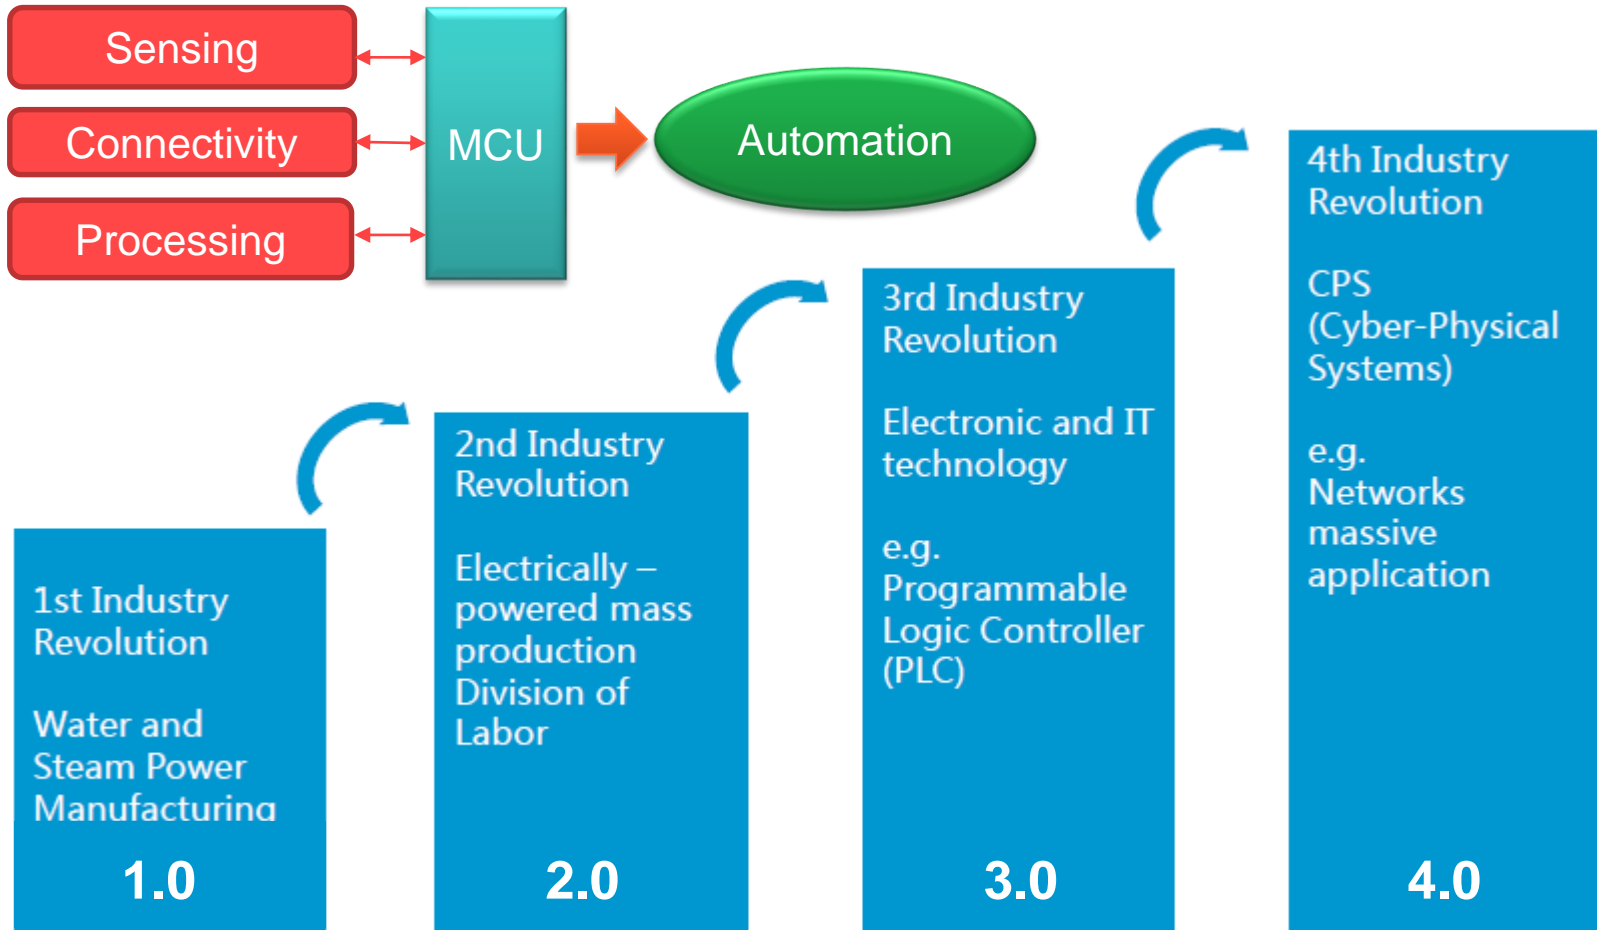 Sensing
Connectivity
Processing
MCU
Automation
1st Industry
Revolution
Water and
Steam Power
Manufacturing
1.0
2nd Industry
Revolution
Electrically –
powered mass
production
Division of
Labor
2.0
3rd Industry
Revolution
Electronic and IT
technology
e.g.
Programmable
Logic Controller
(PLC)
3.0
4th Industry
Revolution
CPS
(Cyber-Physical
Systems)
e.g.
Networks
massive
application
4.0